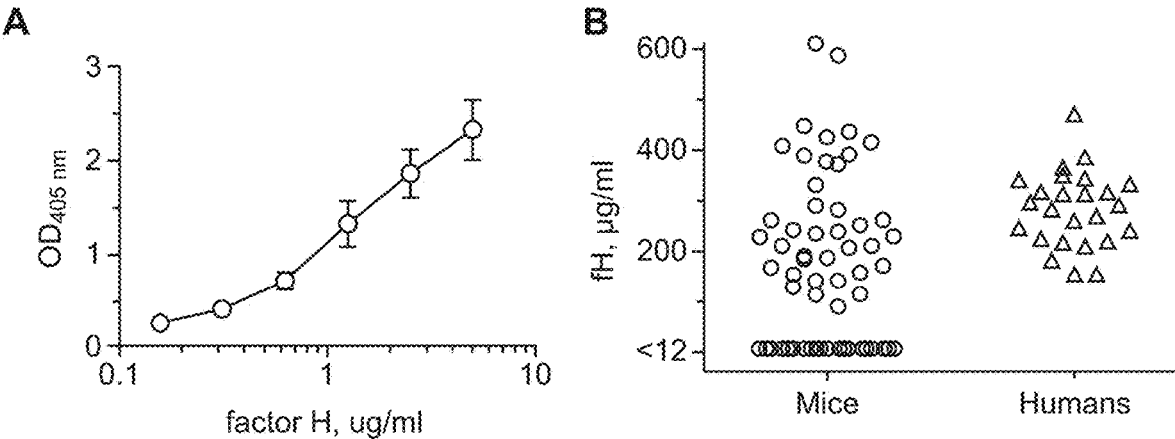 A
3
2
1
0
OD405 nm
0.1
1
10
factor H, ug/ml
B
600
400
200
<12
fH, µg/ml
Mice
Humans